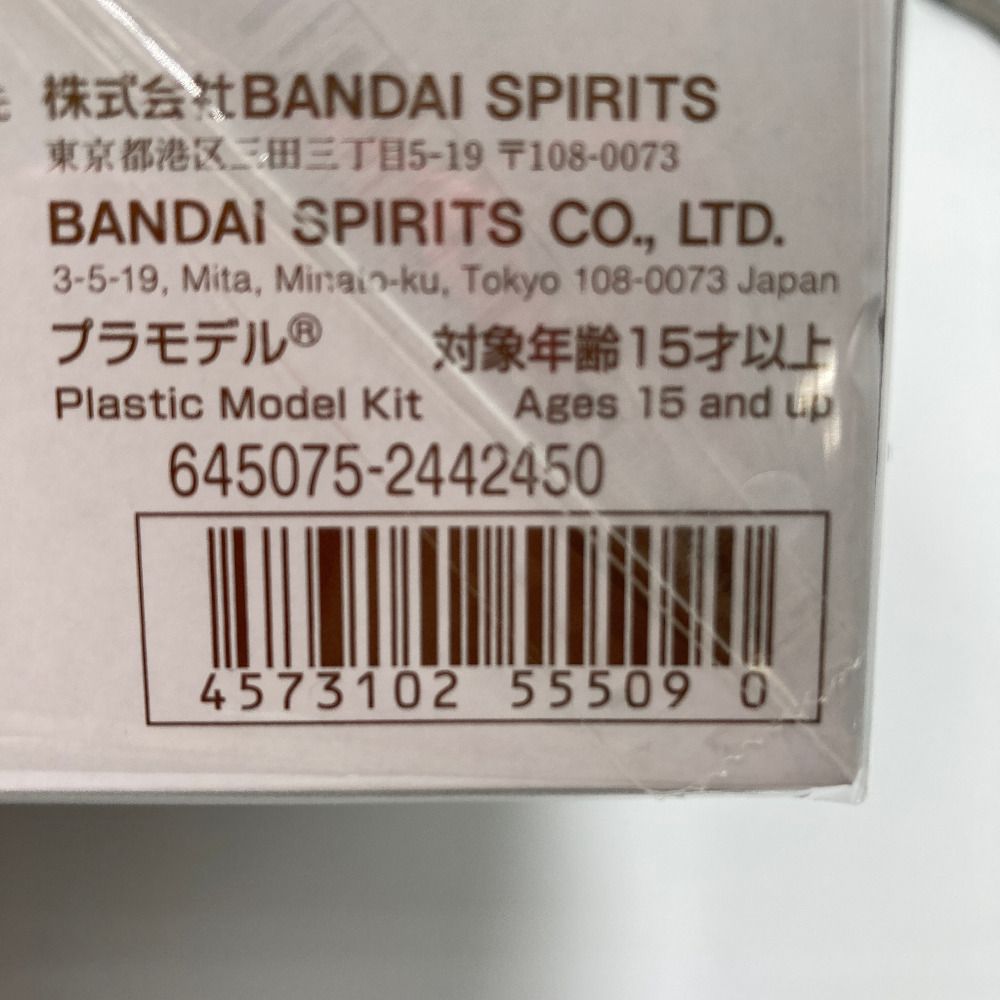 株式会社BANDAI SPIRITS
東京都港区三田三丁目5-19 〒108-0073
BANDAI SPIRITS CO., LTD.
3-5-19, Mita, Minato-ku, Tokyo 108-0073 Japan
プラモデル® 対象年齢15才以上
Plastic Model Kit Ages 15 and up
645075-2442450
4573102 55509 0